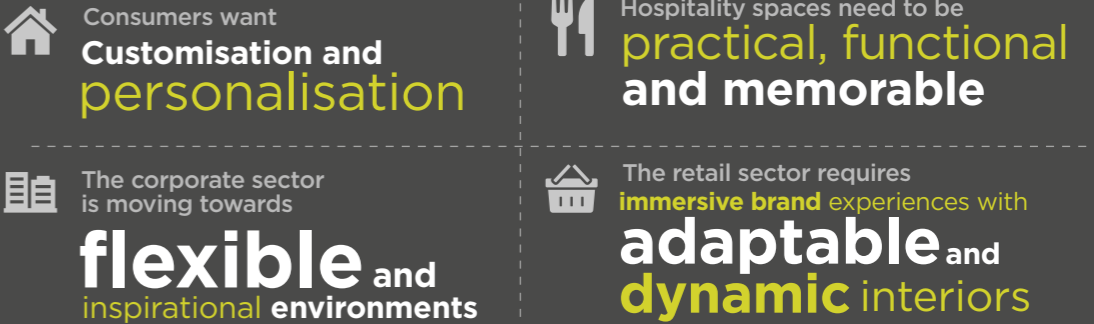 Consumers want
Customisation and
personalisation
Hospitality spaces need to be
practical, functional
and memorable
The corporate sector
is moving towards
flexible and
inspirational environments
The retail sector requires
immersive brand experiences with
adaptable and
dynamic interiors